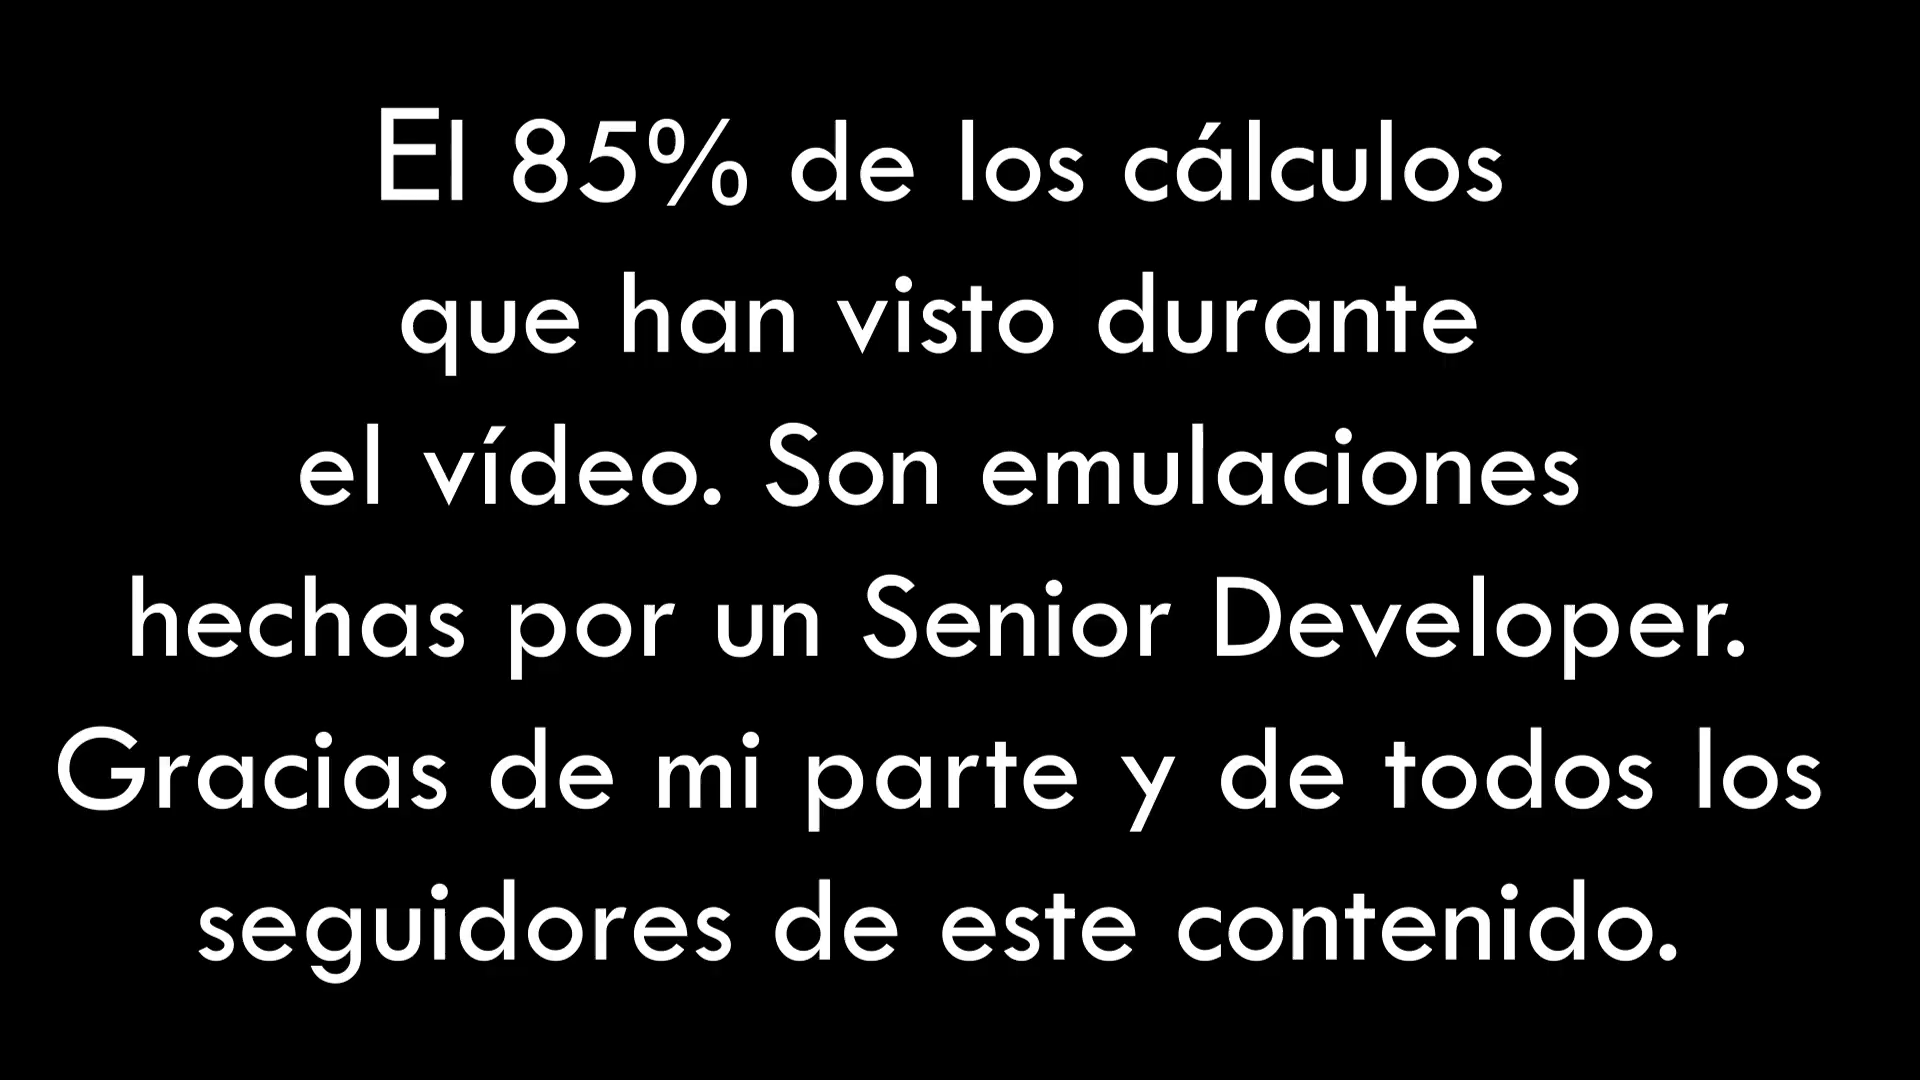 El 85% de los cálculos
que han visto durante
el vídeo. Son emulaciones
hechas por un Senior Developer.
Gracias de mi parte y de todos los
seguidores de este contenido.